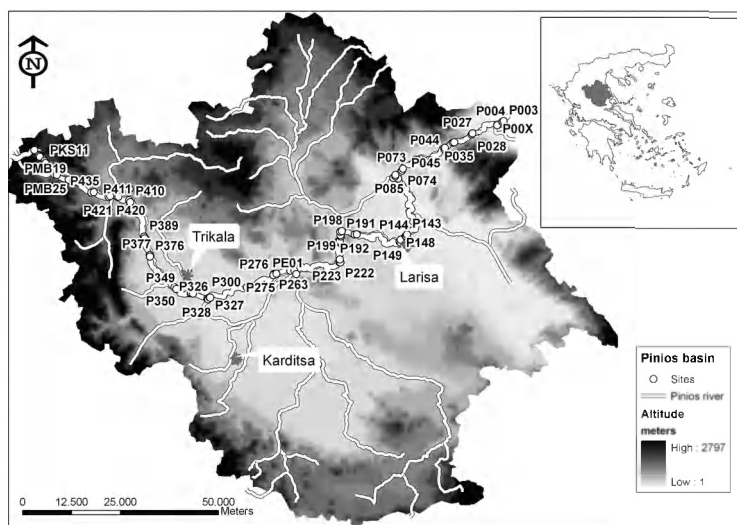 N
P004 P003
P027
P00X
P044
P028
P035
P073
P045
P074
P085
PKS11
PMB19
PMB25
P435
P411 P410
P421
P420
P389
P377 P376
Trikala
P198
P191 P144 P143
P199 P192
P148
P149
P349
P326
P300
P276
PE01
P350
P275
P263
P223
P222
Larisa
P327
P328
Karditsa
Pinios basin
Sites
Pinios river
Altitude
meters
High : 2797
Low : 1
0 12.500 25.000 50.000
Meters